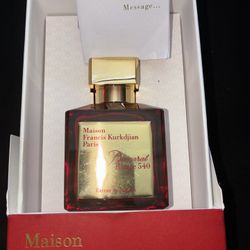 Message...
Maison
Francis Kurkdjian
Paris
Baccarat
Rouge 540
Extrait de Parfum
Maison